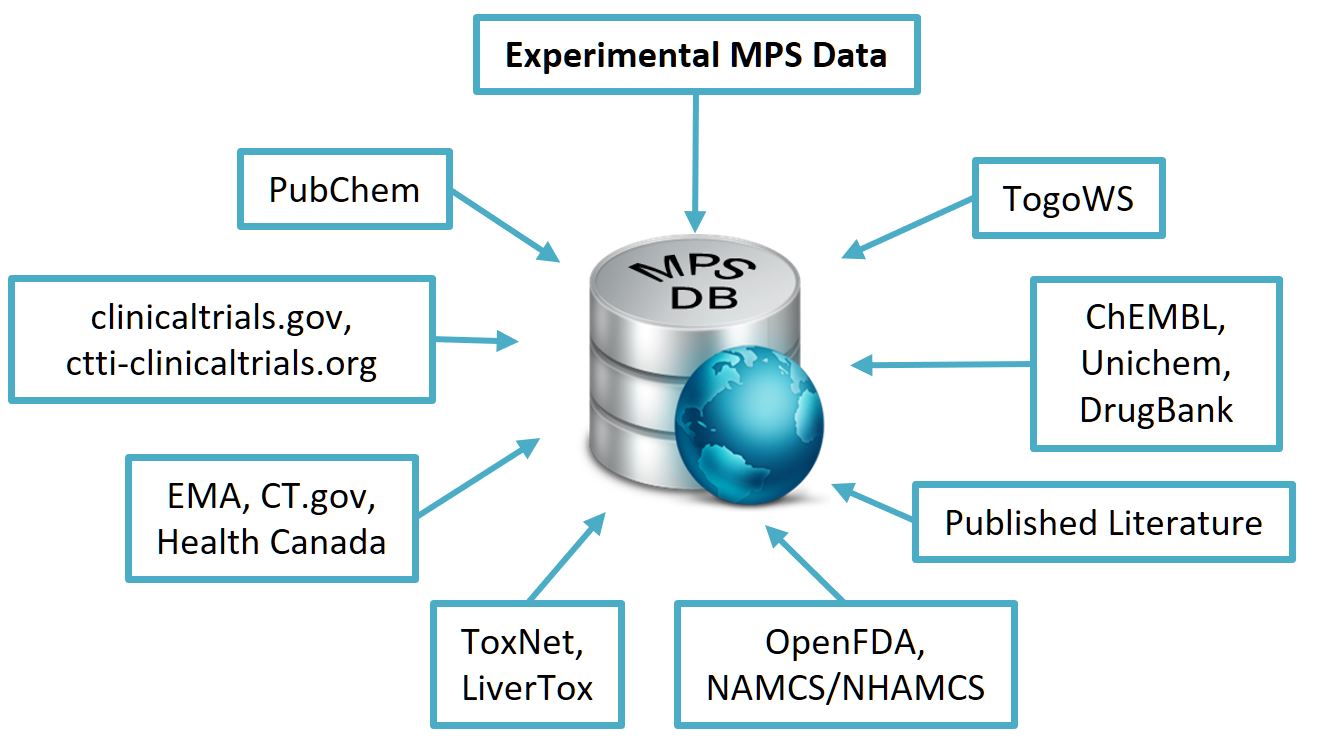 Experimental MPS Data
PubChem
TogoWS
MPS
DB
clinicaltrials.gov,
ctti-clinicaltrials.org
ChEMBL,
Unichem,
DrugBank
EMA, CT.gov,
Health Canada
Published Literature
ToxNet,
LiverTox
OpenFDA,
NAMCS/NHAMCS